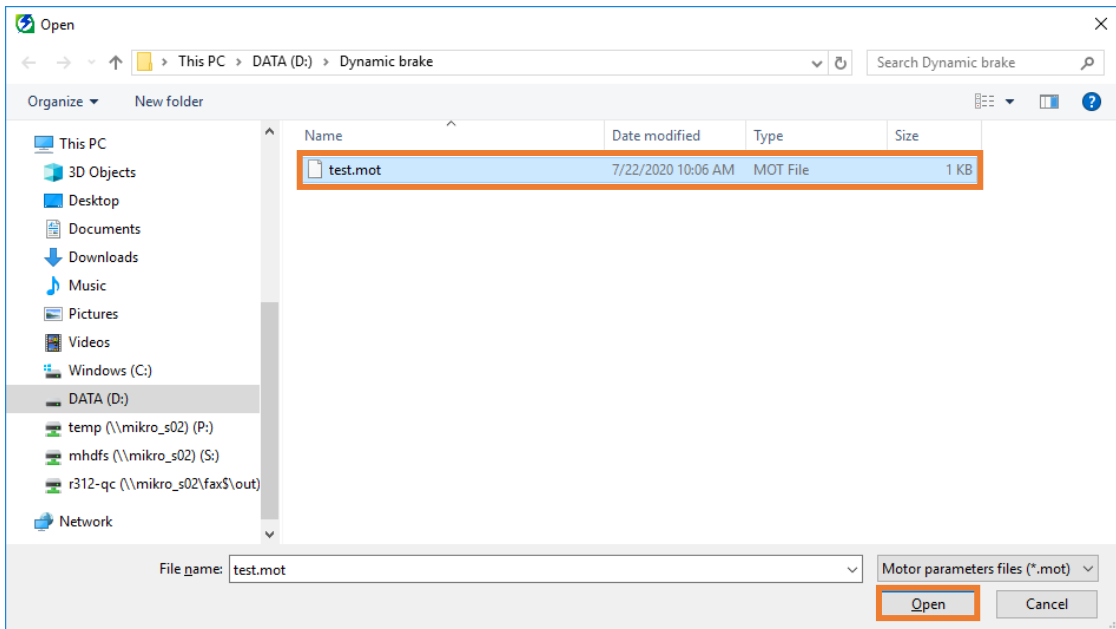 Open
This PC > DATA (D:) > Dynamic brake
Search Dynamic brake
Organize
New folder
?
Name
Date modified
Type
Size
This PC
3D Objects
Desktop
Documents
Downloads
Music
Pictures
Videos
Windows (C:)
DATA (D:)
temp (\\mikro_s02) (P:)
mhdfs (\\mikro_s02) (S:)
r312-qc (\\mikro_s02\fax$\out)
Network
test.mot 7/22/2020 10:06 AM MOT File 1 KB
File name: test.mot
Motor parameters files (*.mot)
Open
Cancel